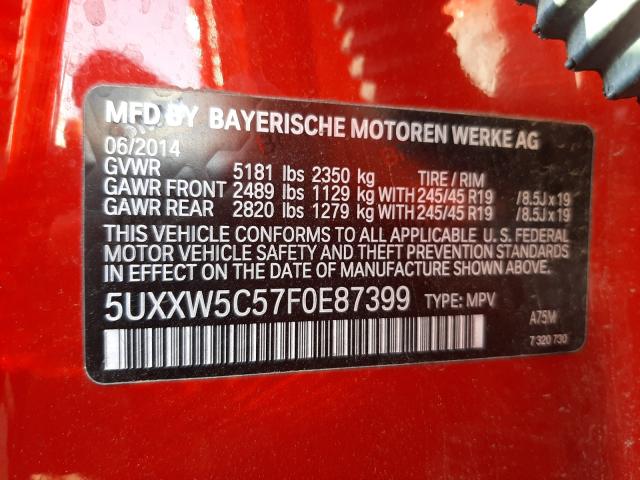 MFD BY BAYERISCHE MOTOREN WERKE AG
06/2014
GVWR 5181 lbs 2350 kg TIRE / RIM
GAWR FRONT 2489 lbs 1129 kg WITH 245/45 R19 /8.5J x 19
GAWR REAR 2820 lbs 1279 kg WITH 245/45 R19 /8.5J x 19
THIS VEHICLE CONFORMS TO ALL APPLICABLE U. S. FEDERAL
MOTOR VEHICLE SAFETY AND THEFT PREVENTION STANDARDS
IN EFFECT ON THE DATE OF MANUFACTURE SHOWN ABOVE.
5UXXW5C57F0E87399 TYPE: MPV
A75M
7 320 730